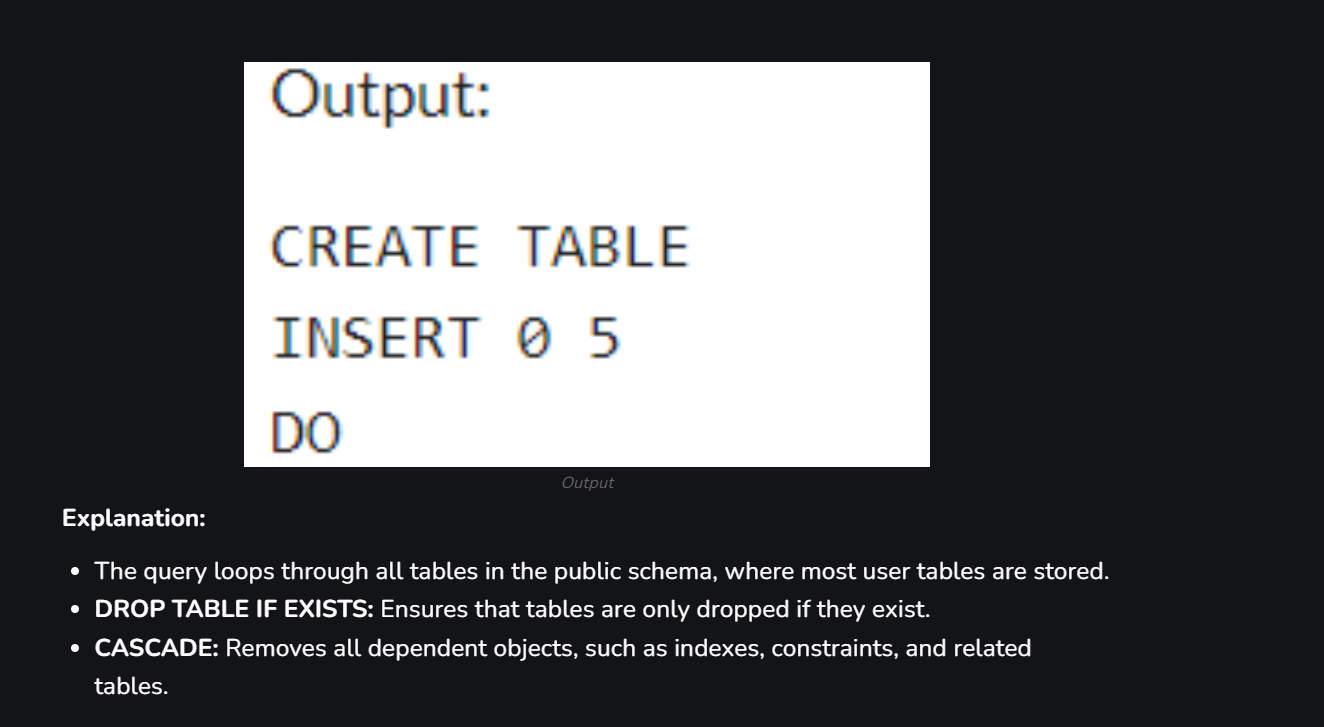 Output:
CREATE TABLE
INSERT 0 5
DO
Output
Explanation:
The query loops through all tables in the public schema, where most user tables are stored.
DROP TABLE IF EXISTS: Ensures that tables are only dropped if they exist.
CASCADE: Removes all dependent objects, such as indexes, constraints, and related
tables.